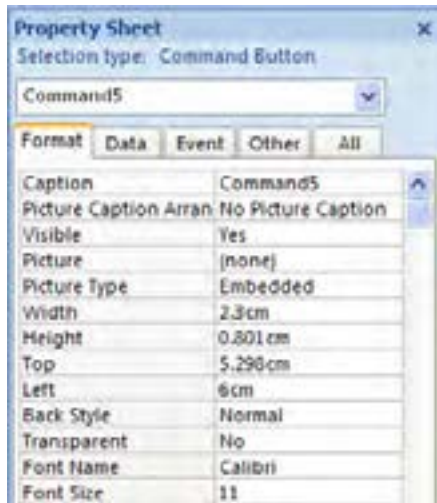 Property Sheet
Selection type: Command Button
Command5
Format Data Event Other All
Caption Command5
Picture Caption Arran No Picture Caption
Visible Yes
Picture (none)
Picture Type Embedded
Width 2.3cm
Height 0.801cm
Top 5.298cm
Left 6cm
Back Style Normal
Transparent No
Font Name Calibri
Font Size 11